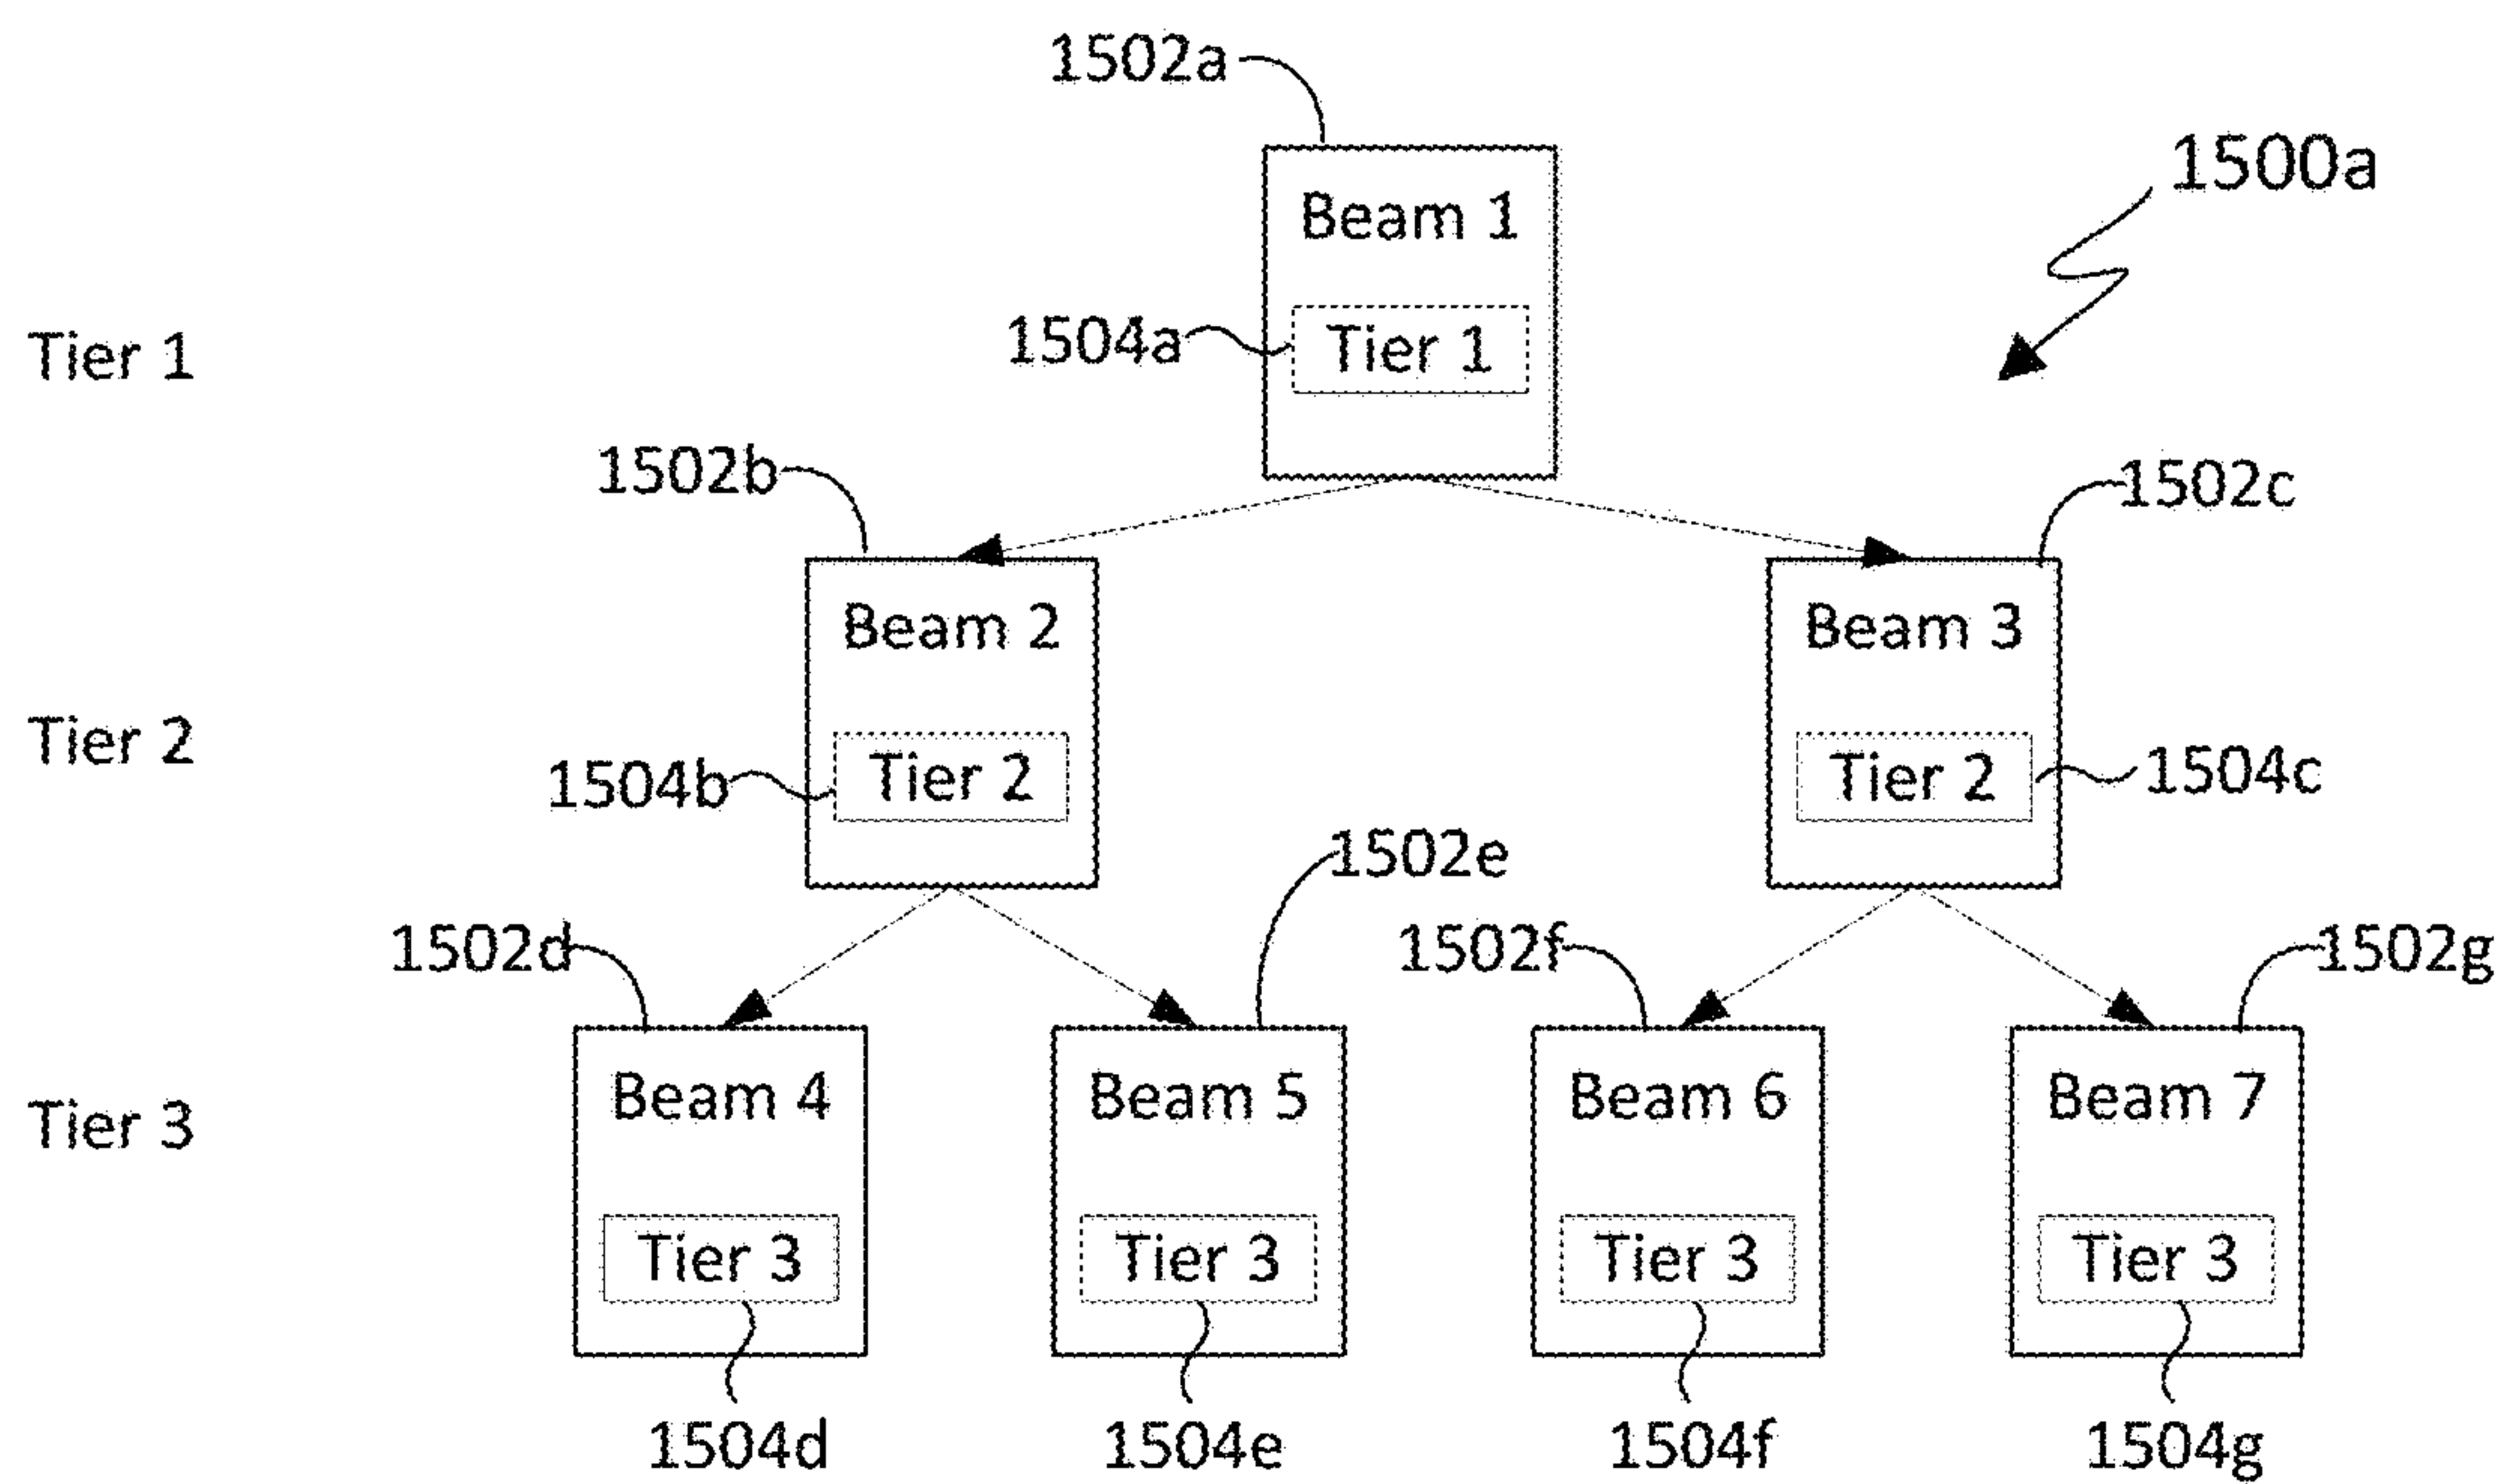 1502a
1500a
Beam 1
1504a
Tier 1
Tier 1
1502b
1502c
Beam 2
Beam 3
Tier 2
1504b
Tier 2
Tier 2
1504c
1502e
1502d
1502f
1502g
Tier 3
Beam 4
Beam 5
Beam 6
Beam 7
Tier 3
Tier 3
Tier 3
Tier 3
1504d
1504e
1504f
1504g